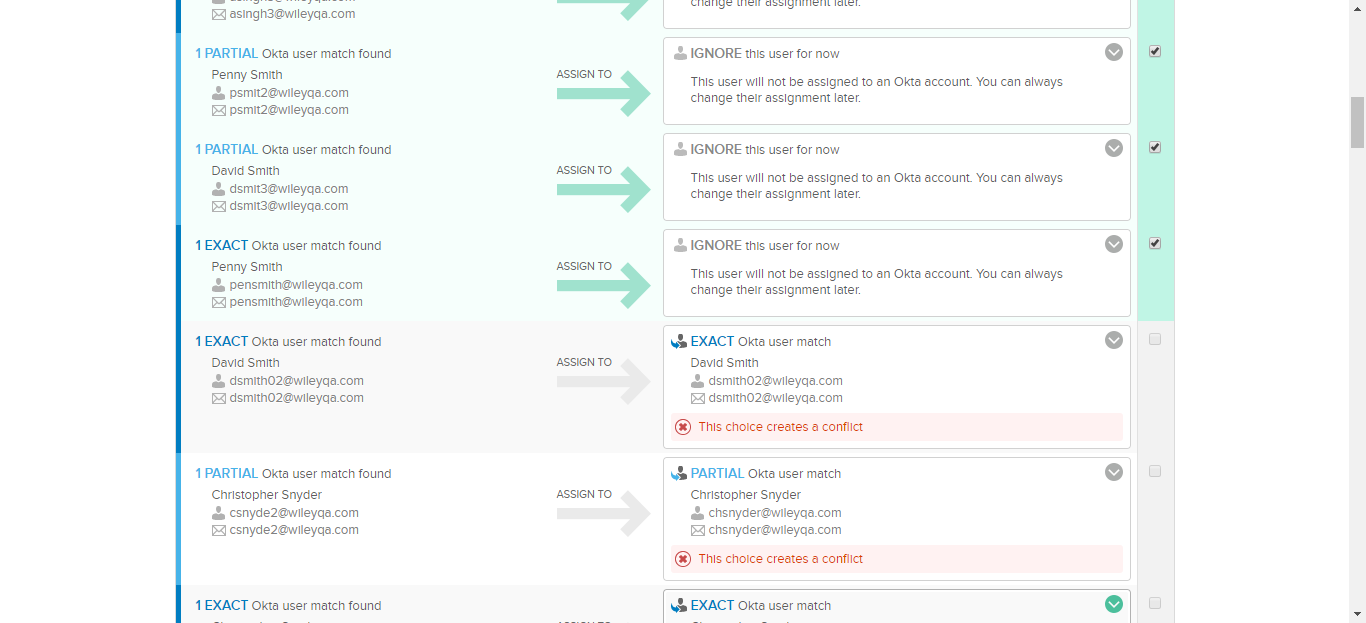 asingh3@wileyqa.com
change their assignment later.
1 PARTIAL Okta user match found
Penny Smith
psmit2@wileyqa.com
psmit2@wileyqa.com
ASSIGN TO
IGNORE this user for now
This user will not be assigned to an Okta account. You can always
change their assignment later.
1 PARTIAL Okta user match found
David Smith
dsmit3@wileyqa.com
dsmit3@wileyqa.com
ASSIGN TO
IGNORE this user for now
This user will not be assigned to an Okta account. You can always
change their assignment later.
1 EXACT Okta user match found
Penny Smith
pensmith@wileyqa.com
pensmith@wileyqa.com
ASSIGN TO
IGNORE this user for now
This user will not be assigned to an Okta account. You can always
change their assignment later.
1 EXACT Okta user match found
David Smith
dsmith02@wileyqa.com
dsmith02@wileyqa.com
ASSIGN TO
EXACT Okta user match
David Smith
dsmith02@wileyqa.com
dsmith02@wileyqa.com
This choice creates a conflict
1 PARTIAL Okta user match found
Christopher Snyder
csnyde2@wileyqa.com
csnyde2@wileyqa.com
ASSIGN TO
PARTIAL Okta user match
Christopher Snyder
chsnyder@wileyqa.com
chsnyder@wileyqa.com
This choice creates a conflict
1 EXACT Okta user match found
EXACT Okta user match